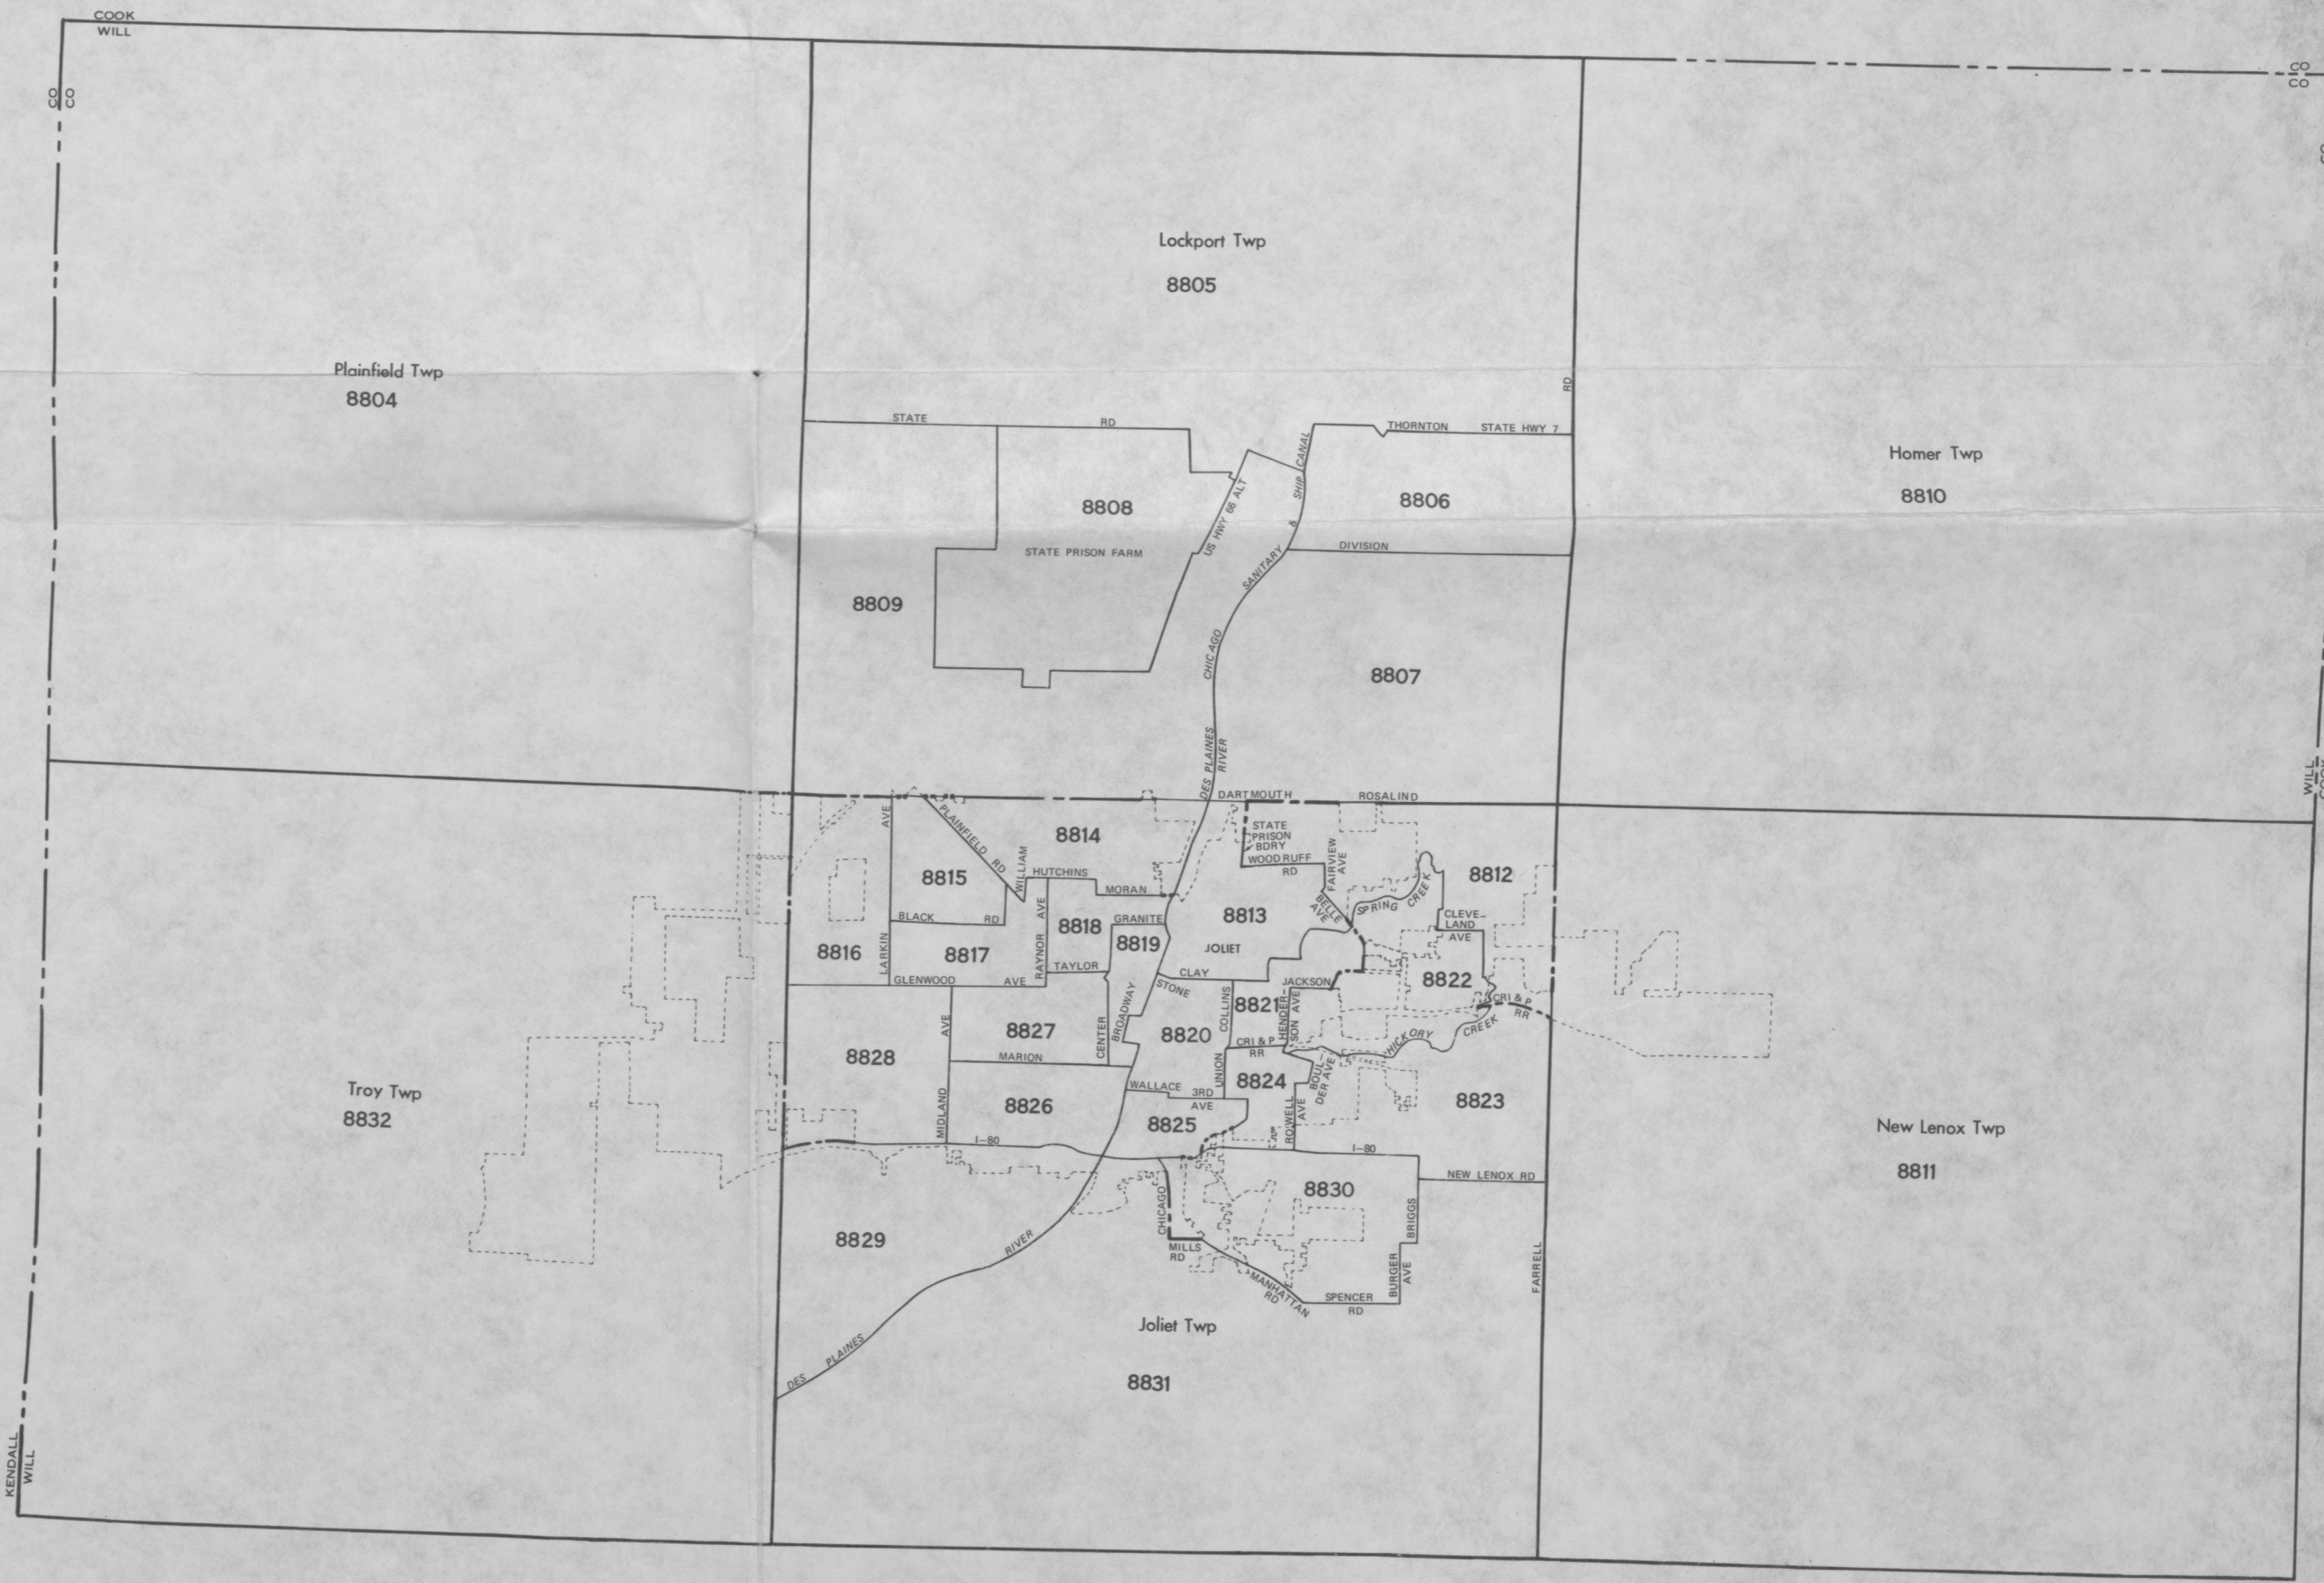 COOK
WILL
CO
CO
CO
CO
CO
Lockport Twp
8805
Plainfield Twp
8804
RD
STATE RD
THORNTON STATE HWY 7
Homer Twp
8810
SHIP CANAL
US HWY 66 ALT
8808
8806
&
STATE PRISON FARM
DIVISION
SANITARY
8809
CHICAGO
8807
DES PLAINES
RIVER
WILL
COOK
DARTMOUTH
ROSALIND
AVE
PLAINFIELD RD
8814
STATE
PRISON
BDRY
WOODRUFF
RD
FAIRVIEW
AVE
8815
WILLIAM
HUTCHINS
MORAN
BELLE
AVE
SPRING CREEK
8812
BLACK RD
RAYNOR AVE
8818
GRANITE
8819
8813
JOLIET
CLEVE-
LAND
AVE
8816
LARKIN
8817
TAYLOR
CLAY
STONE
JACKSON
8822
GLENWOOD AVE
COLLINS
8821
HENDER-
SON AVE
CRI & P
RR
AVE
8827
CENTER
BROADWAY
8820
CRI & P
RR
HICKORY CREEK
8828
MARION
UNION
8824
BOUL-
DER AVE
Troy Twp
8832
MIDLAND
8826
WALLACE
3RD
AVE
8825
ROWELL
AVE
8823
I-80
I-80
New Lenox Twp
8811
NEW LENOX RD
8830
CHICAGO
BRIGGS
8829
RIVER
MILLS
RD
MANHATTAN
RD
BURGER
AVE
FARRELL
SPENCER
RD
Joliet Twp
8831
DES PLAINES
KENDALL
WILL